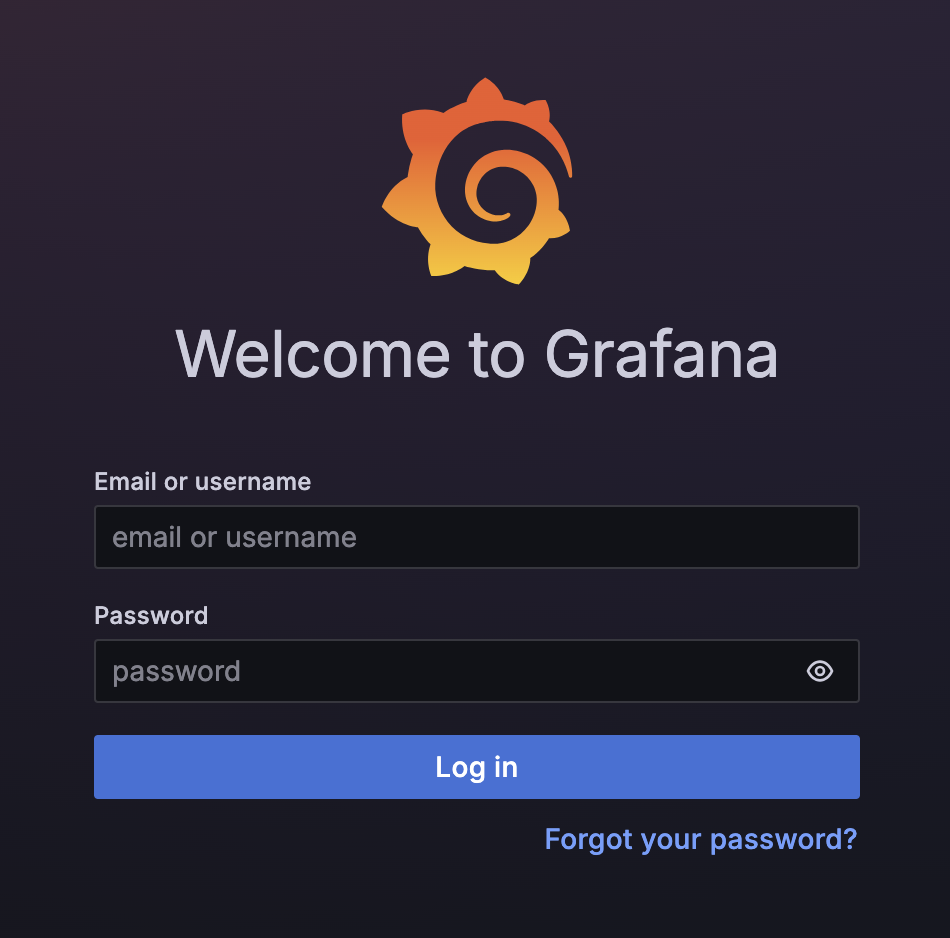 Welcome to Grafana
Email or username
email or username
Password
password
Log in
Forgot your password?